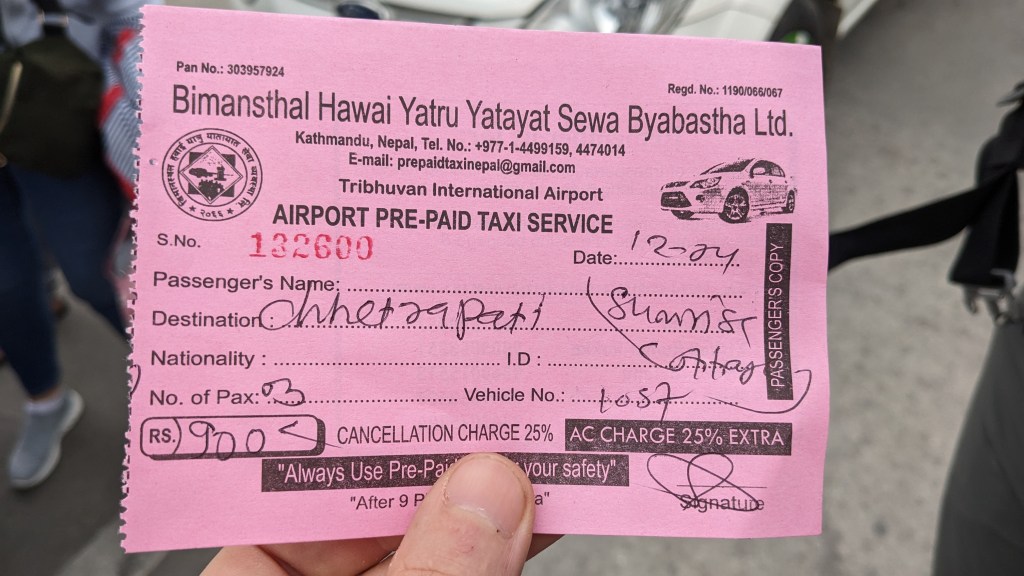 Pan No.: 303957924
Regd. No.: 1190/066/067
Bimansthal Hawai Yatru Yatayat Sewa Byabastha Ltd.
Kathmandu, Nepal, Tel. No.: +977-1-4499159, 4474014
E-mail: prepaidtaxinepal@gmail.com
Tribhuvan International Airport
AIRPORT PRE-PAID TAXI SERVICE
२०६६
S.No. 132600 Date: 12-24
Passenger's Name:
Destination Chhetrapati
Nationality : I.D :
Cottage
No. of Pax: 3 Vehicle No.: 1057
PASSENGERS COPY
RS. 900 CANCELLATION CHARGE 25% AC CHARGE 25% EXTRA
"Always Use Pre-Paid your safety"
"After 9
Signature